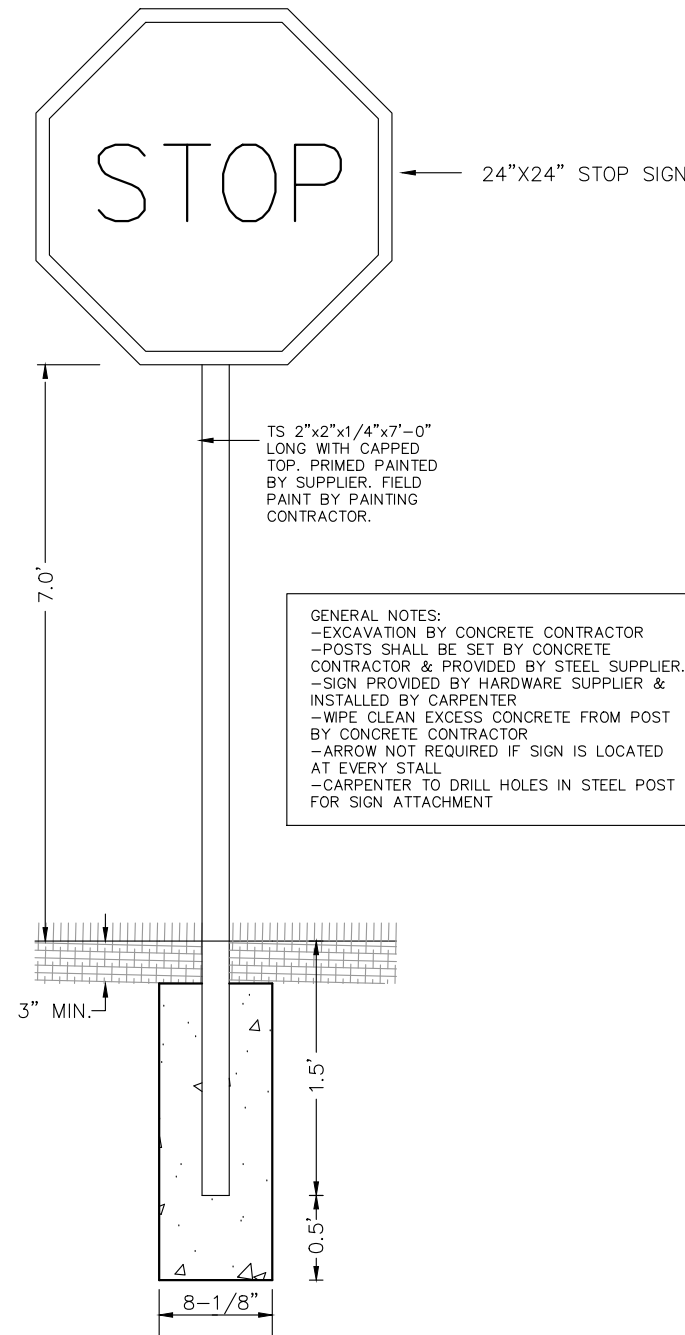 STOP
24"X24" STOP SIGN
TS 2"x2"x1/4"x7'-0"
LONG WITH CAPPED
TOP. PRIMED PAINTED
BY SUPPLIER. FIELD
PAINT BY PAINTING
CONTRACTOR.
7.0'
GENERAL NOTES:
-EXCAVATION BY CONCRETE CONTRACTOR
-POSTS SHALL BE SET BY CONCRETE
CONTRACTOR & PROVIDED BY STEEL SUPPLIER.
-SIGN PROVIDED BY HARDWARE SUPPLIER &
INSTALLED BY CARPENTER
-WIPE CLEAN EXCESS CONCRETE FROM POST
BY CONCRETE CONTRACTOR
-ARROW NOT REQUIRED IF SIGN IS LOCATED
AT EVERY STALL
-CARPENTER TO DRILL HOLES IN STEEL POST
FOR SIGN ATTACHMENT
3" MIN.
1.5'
0.5'
8-1/8"